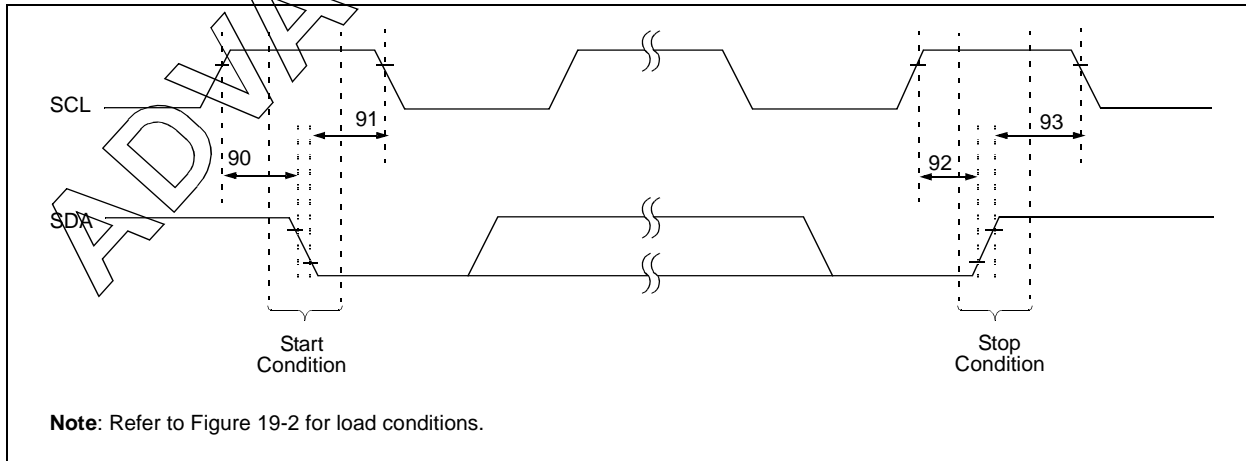 ADVA
SCL
91
93
90
92
SDA
Start
Condition
Stop
Condition
Note: Refer to Figure 19-2 for load conditions.